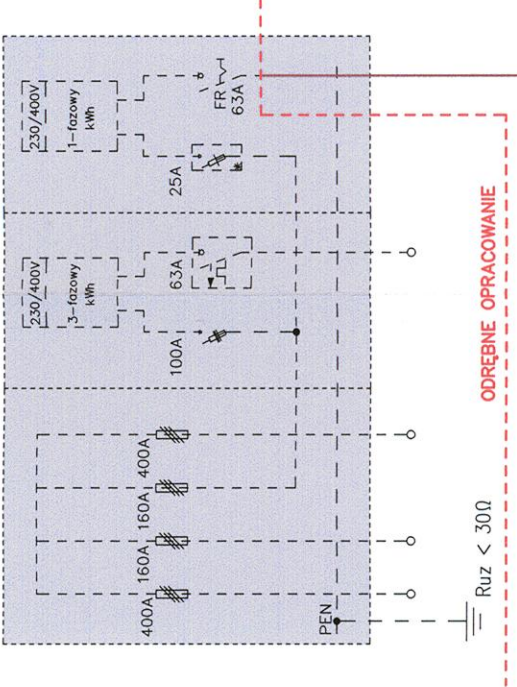 230/400V
1-fazowy
kWh
FR
63A
25A
230/400V
3-fazowy
kWh
63A
100A
400A
160A
160A
400A
PEN
Ruz < 30Ω
ODRĘBNE OPRACOWANIE